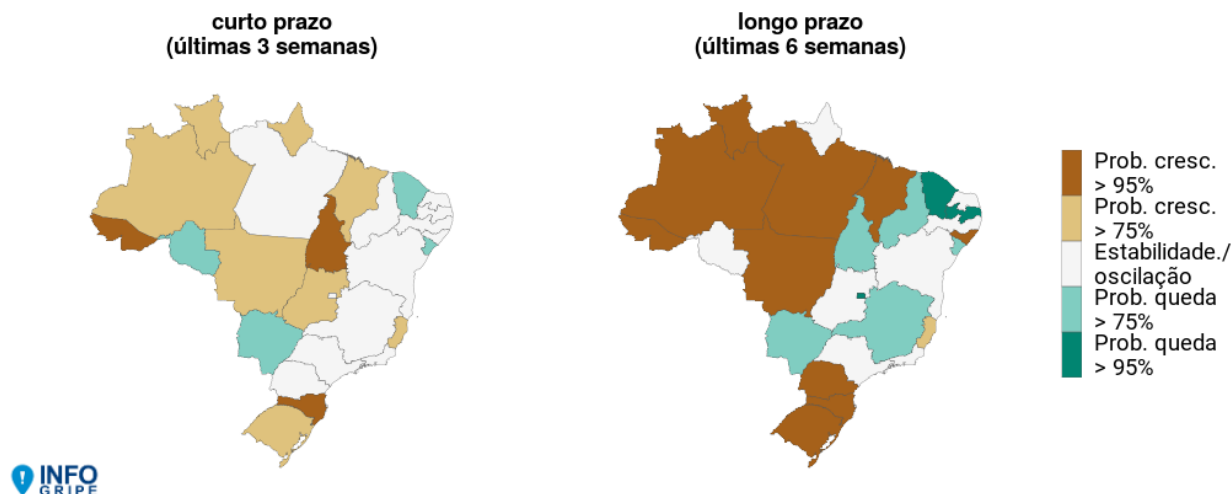 curto prazo
(últimas 3 semanas)
longo prazo
(últimas 6 semanas)
Prob. cresc.
> 95%
Prob. cresc.
> 75%
Estabilidade./
oscilação
Prob. queda
> 75%
Prob. queda
> 95%
INFO
GRIPE